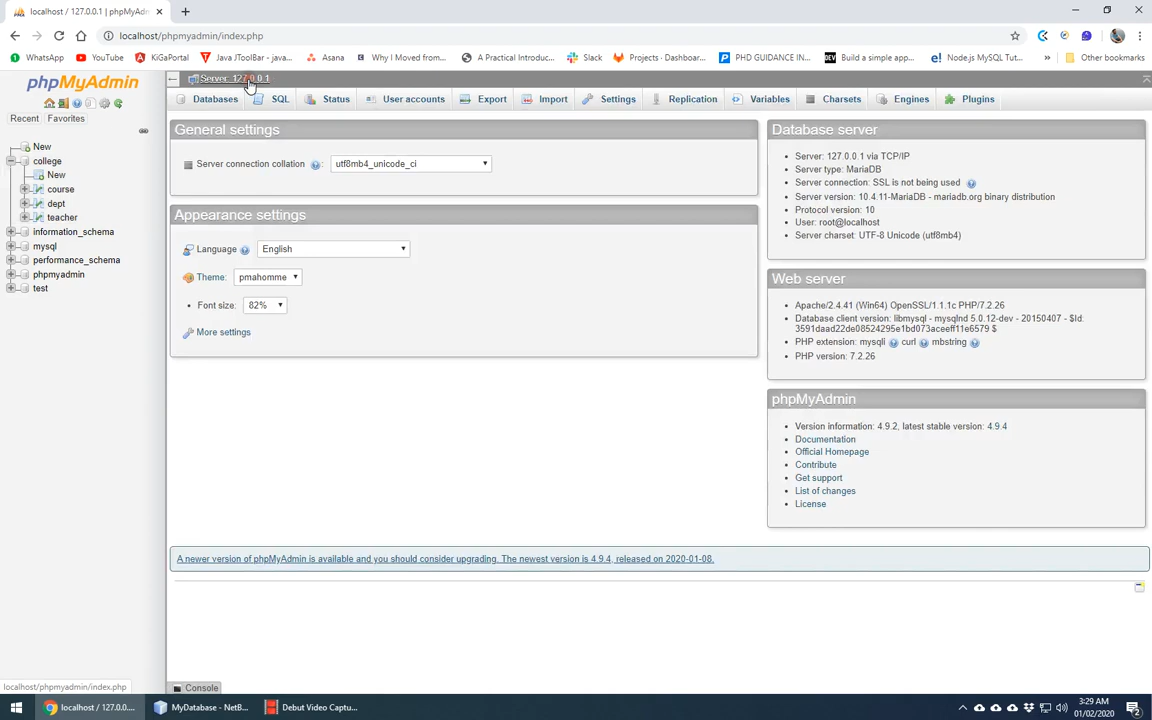 localhost / 127.0.0.1 | phpMyAd
localhost/phpmyadmin/index.php
WhatsApp
YouTube
KiGaPortal
Java JToolBar - java...
Asana
Why I Moved from...
A Practical Introduc...
Slack
Projects · Dashboar...
PHD GUIDANCE IN...
Build a simple app...
Node.js MySQL Tut...
»
Other bookmarks
phpMyAdmin
Recent
Favorites
New
college
New
course
dept
teacher
information_schema
mysql
performance_schema
phpmyadmin
test
Server: 127.0.0.1
Databases
SQL
Status
User accounts
Export
Import
Settings
Replication
Variables
Charsets
Engines
Plugins
General settings
Server connection collation
:
utf8mb4_unicode_ci
Appearance settings
Language
English
Theme:
pmahomme
• Font size:
82%
More settings
Database server
• Server: 127.0.0.1 via TCP/IP
• Server type: MariaDB
• Server connection: SSL is not being used
• Server version: 10.4.11-MariaDB - mariadb.org binary distribution
• Protocol version: 10
• User: root@localhost
• Server charset: UTF-8 Unicode (utf8mb4)
Web server
• Apache/2.4.41 (Win64) OpenSSL/1.1.1c PHP/7.2.26
• Database client version: libmysql - mysqlnd 5.0.12-dev - 20150407 - $Id:
3591daad22de08524295e1bd073aceeff11e6579 $
• PHP extension: mysqli curl mbstring
• PHP version: 7.2.26
phpMyAdmin
• Version information: 4.9.2, latest stable version: 4.9.4
• Documentation
• Official Homepage
• Contribute
• Get support
• List of changes
• License
A newer version of phpMyAdmin is available and you should consider upgrading. The newest version is 4.9.4, released on 2020-01-08.
Console
localhost/phpmyadmin/index.php
localhost / 127.0.0....
MyDatabase - NetB...
Debut Video Captu...
3:29 AM
01/02/2020
2